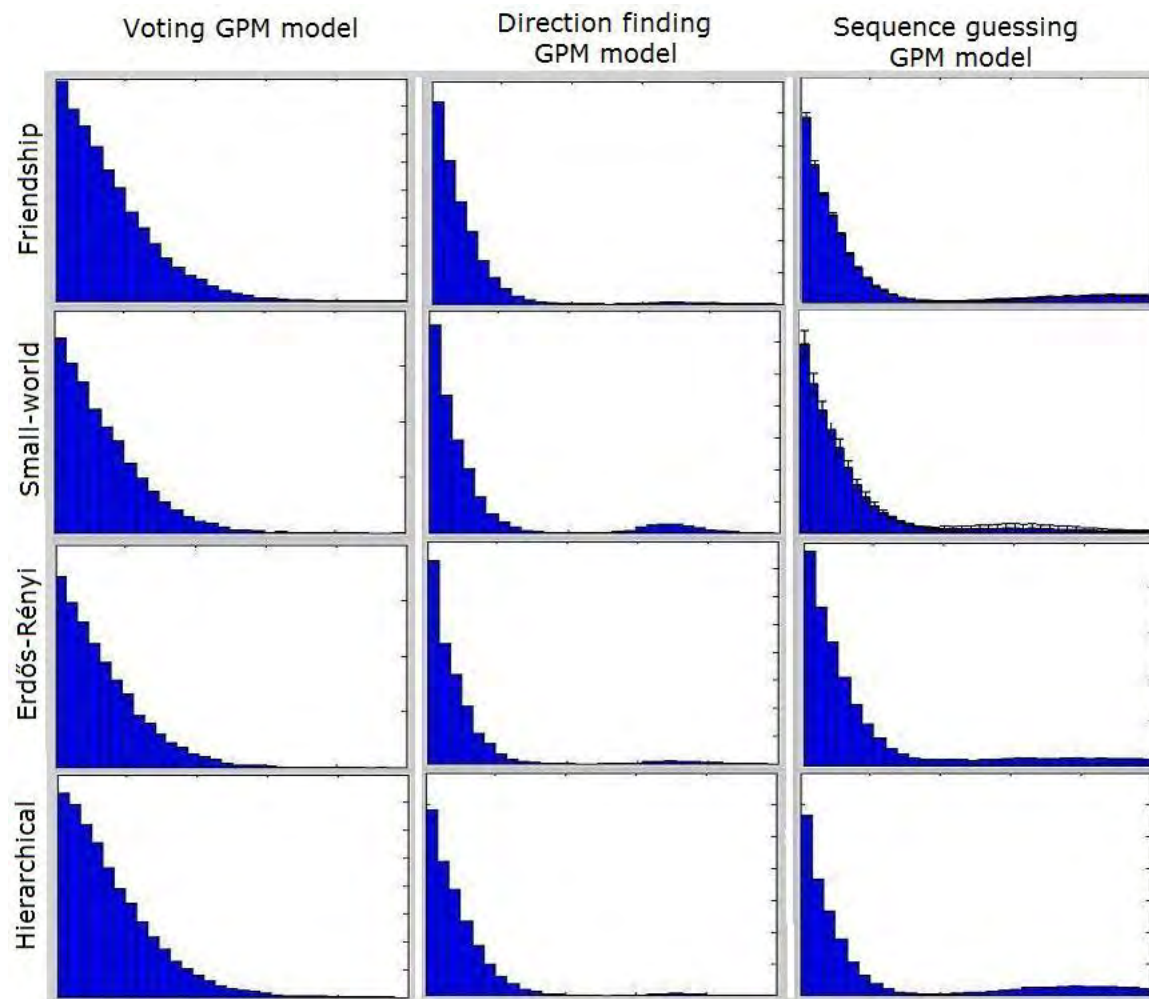 Voting GPM model
Direction finding
GPM model
Sequence guessing
GPM model
Friendship
Small-world
Erdős-Rényi
Hierarchical